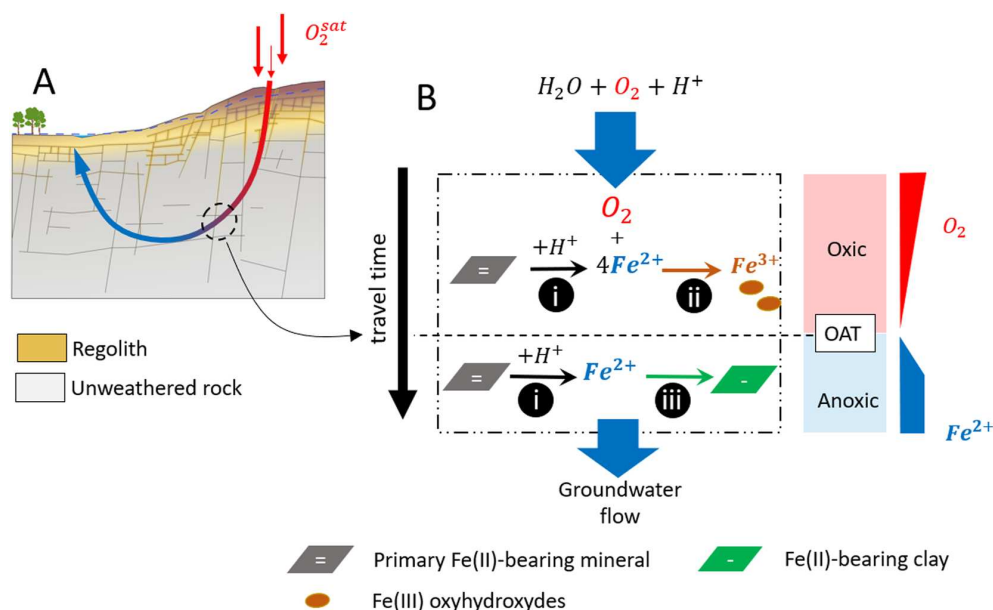 A
O₂ˢᵃᵗ
Regolith
Unweathered rock
B
H₂O + O₂ + H⁺
travel time
O₂
+
= +H⁺ i 4Fe²⁺ ii Fe³⁺
= +H⁺ i Fe²⁺ iii -
Oxic
OAT
Anoxic
O₂
Fe²⁺
Groundwater
flow
= Primary Fe(II)-bearing mineral
- Fe(II)-bearing clay
Fe(III) oxyhydroxydes